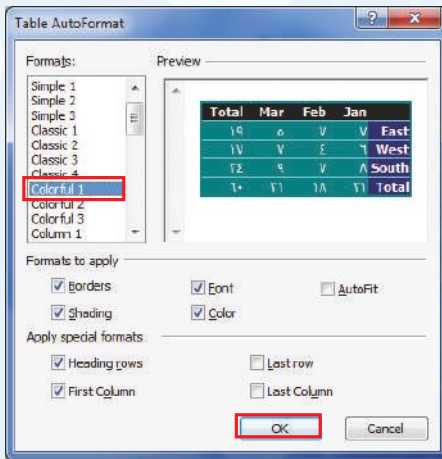 Table AutoFormat
Formats:
Preview
Simple 1
Simple 2
Simple 3
Classic 1
Classic 2
Classic 3
Classic 4
Colorful 1
Colorful 2
Colorful 3
Column 1
Total Mar Feb Jan
١٩ ٥ ٧ ٧ East
١٧ ٧ ٤ ٦ West
٢٤ ٩ ٧ ٨ South
٦٠ ٢١ ١٨ ٢١ Total
Formats to apply
Borders Font AutoFit
Shading Color
Apply special formats
Heading rows Last row
First Column Last Column
OK Cancel